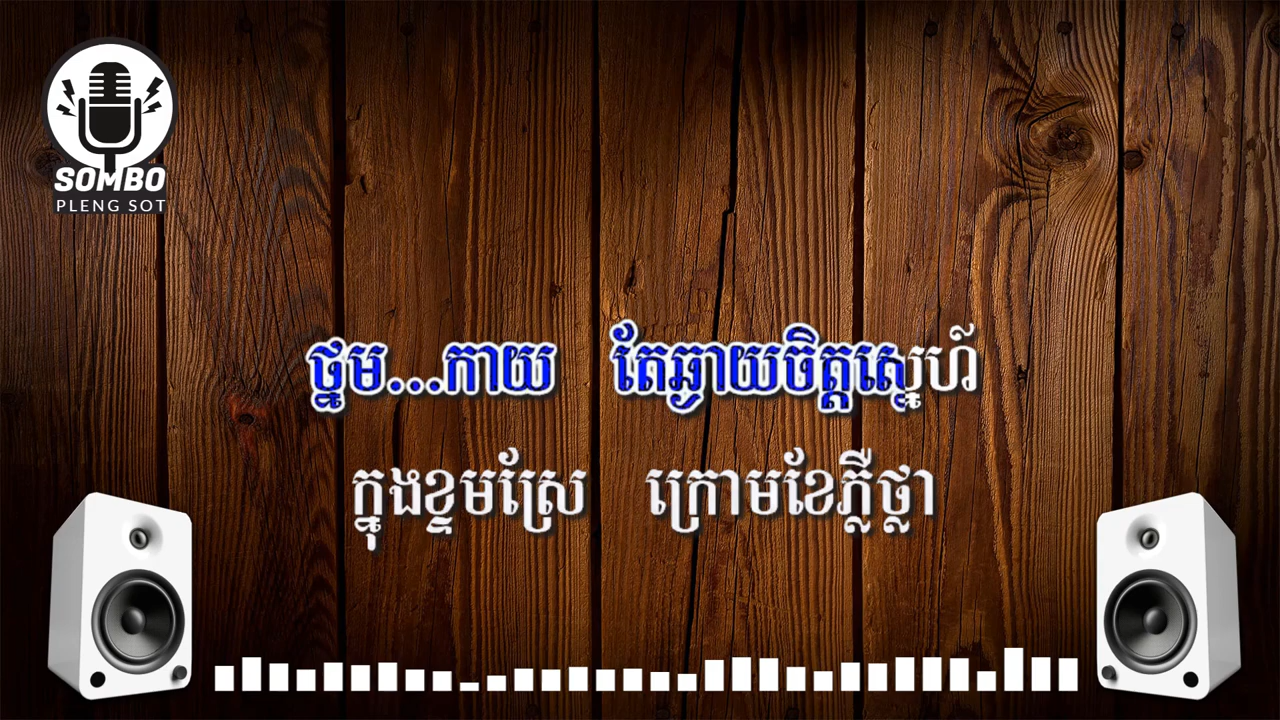 SOMBO
PLENG SOT
ថ្នម...កាយ តែឆ្ងាយចិត្តស្នេហ៍
ក្នុងខ្ទមស្រែ ក្រោមខែភ្លឺថ្លា